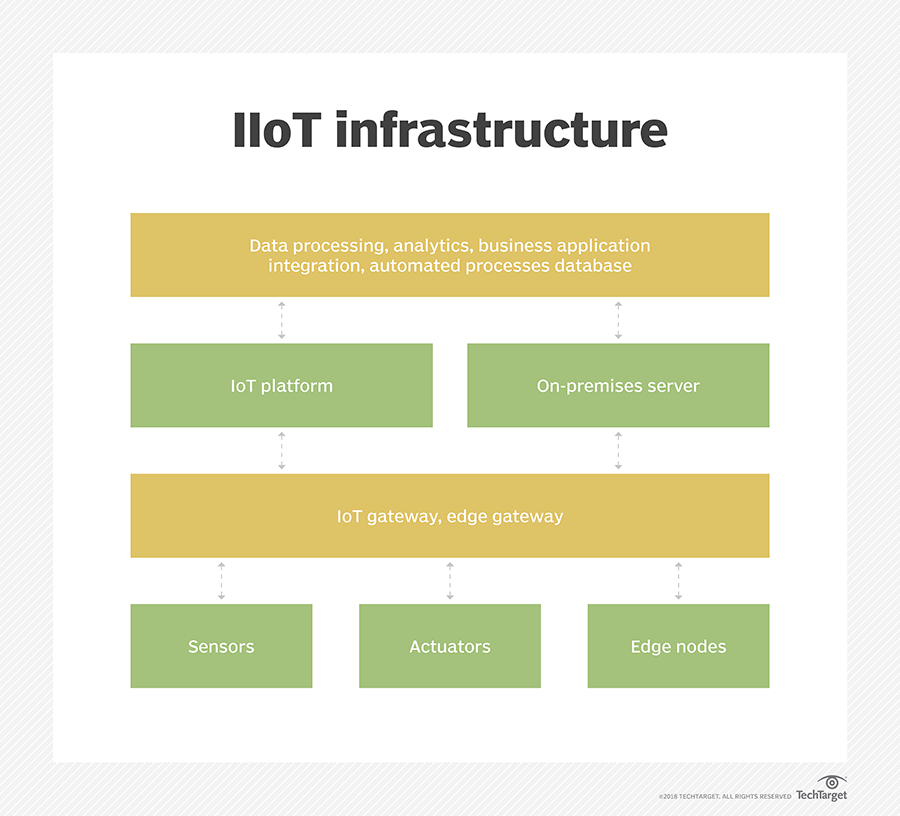 IIoT infrastructure
Data processing, analytics, business application
integration, automated processes database
IoT platform
On-premises server
IoT gateway, edge gateway
Sensors
Actuators
Edge nodes
©2018 TECHTARGET. ALL RIGHTS RESERVED
TechTarget